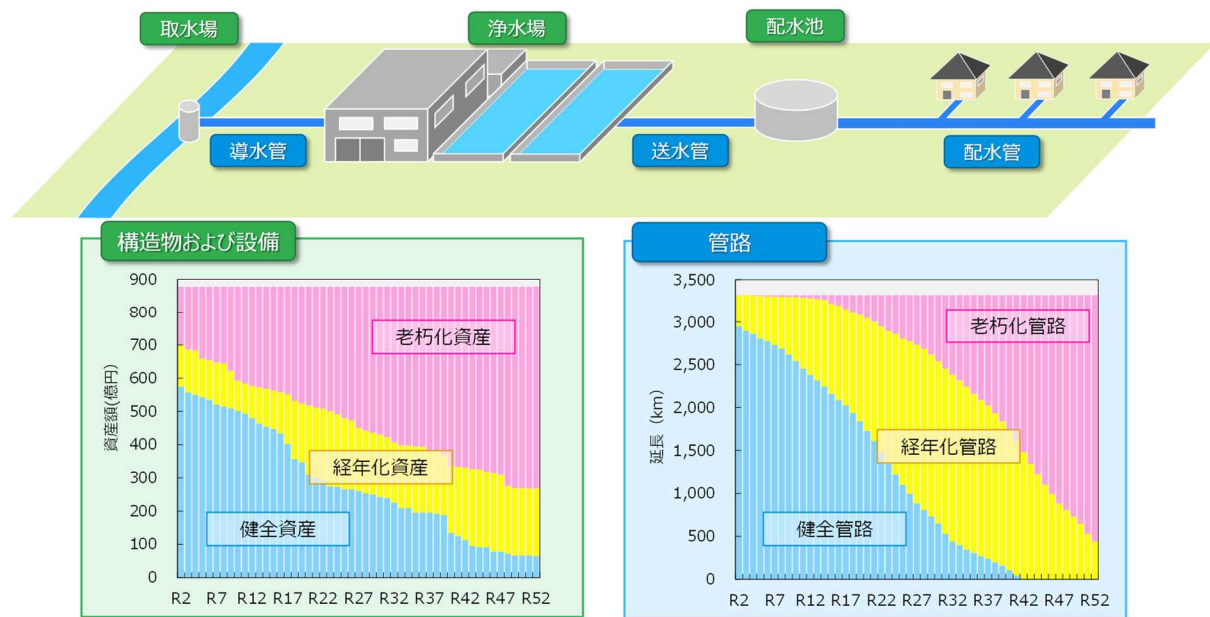 取水場
浄水場
配水池
導水管
送水管
配水管
構造物および設備
900
800
700
600
500
400
300
200
100
0
資産額(億円)
老朽化資産
経年化資産
健全資産
R2 R7 R12 R17 R22 R27 R32 R37 R42 R47 R52
管路
3,500
3,000
2,500
2,000
1,500
1,000
500
0
延長 (km)
老朽化管路
経年化管路
健全管路
R2 R7 R12 R17 R22 R27 R32 R37 R42 R47 R52